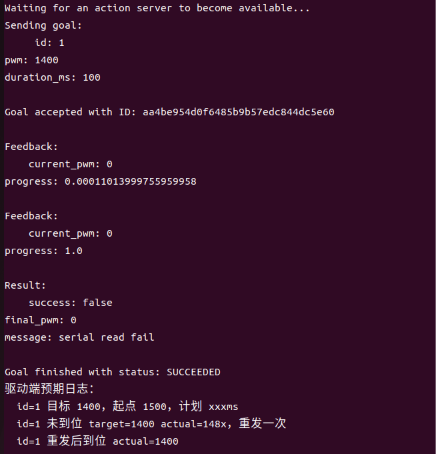 Waiting for an action server to become available...
Sending goal:
     id: 1
pwm: 1400
duration_ms: 100

Goal accepted with ID: aa4be954d0f6485b9b57edc844dc5e60

Feedback:
    current_pwm: 0
progress: 0.00011013999755959958

Feedback:
    current_pwm: 0
progress: 1.0

Result:
    success: false
final_pwm: 0
message: serial read fail

Goal finished with status: SUCCEEDED
驱动端预期日志：
  id=1 目标 1400，起点 1500，计划 xxxms
  id=1 未到位 target=1400 actual=148x，重发一次
  id=1 重发后到位 actual=1400